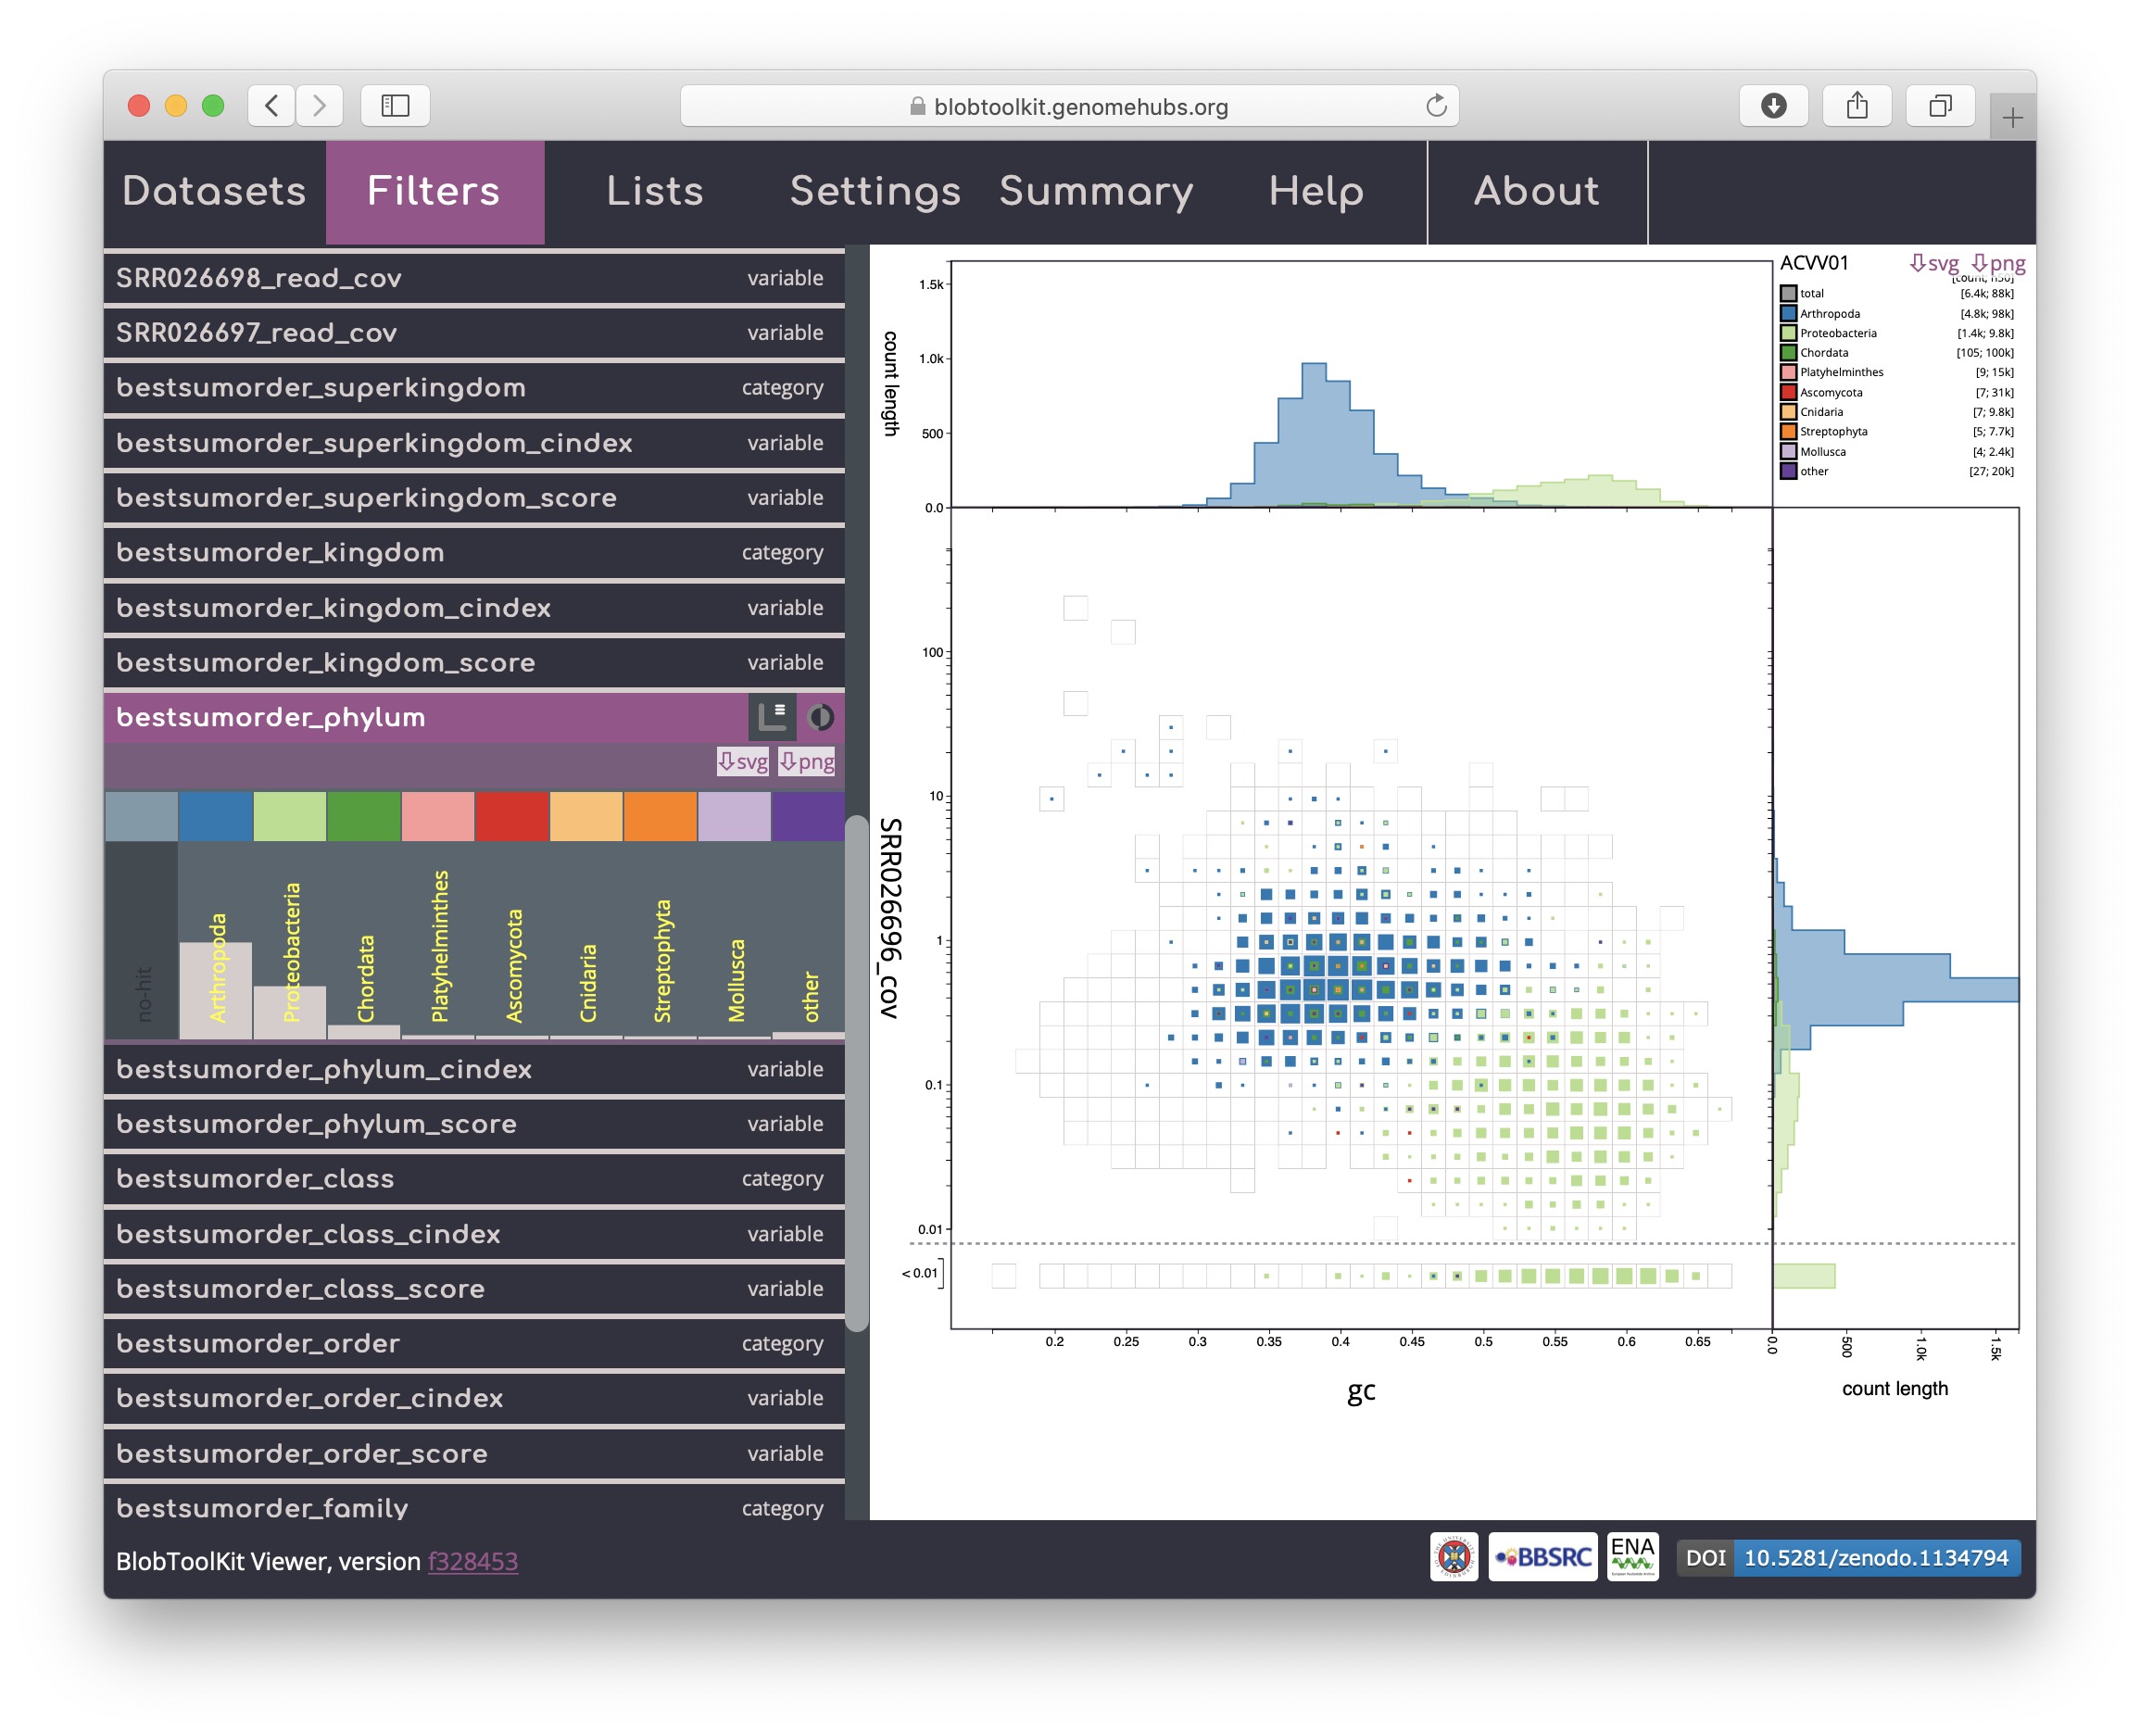 blobtoolkit.genomehubs.org
Datasets Filters Lists Settings Summary Help About
SRR026698_read_cov variable
SRR026697_read_cov variable
bestsumorder_superkingdom category
bestsumorder_superkingdom_cindex variable
bestsumorder_superkingdom_score variable
bestsumorder_kingdom category
bestsumorder_kingdom_cindex variable
bestsumorder_kingdom_score variable
bestsumorder_phylum
svg png
no-hit
Arthropoda
Proteobacteria
Chordata
Platyhelminthes
Ascomycota
Cnidaria
Streptophyta
Mollusca
other
bestsumorder_phylum_cindex variable
bestsumorder_phylum_score variable
bestsumorder_class category
bestsumorder_class_cindex variable
bestsumorder_class_score variable
bestsumorder_order category
bestsumorder_order_cindex variable
bestsumorder_order_score variable
bestsumorder_family category
count length
1.5k
1.0k
500
0.0
ACVV01 svg png
[count; n50]
total [6.4k; 88k]
Arthropoda [4.8k; 98k]
Proteobacteria [1.4k; 9.8k]
Chordata [105; 100k]
Platyhelminthes [9; 15k]
Ascomycota [7; 31k]
Cnidaria [7; 9.8k]
Streptophyta [5; 7.7k]
Mollusca [4; 2.4k]
other [27; 20k]
SRR026696_cov
100
10
1
0.1
0.01
< 0.01
0.2 0.25 0.3 0.35 0.4 0.45 0.5 0.55 0.6 0.65
gc
0.0 500 1.0k 1.5k
count length
BlobToolKit Viewer, version f328453
BBSRC
ENA
DOI 10.5281/zenodo.1134794